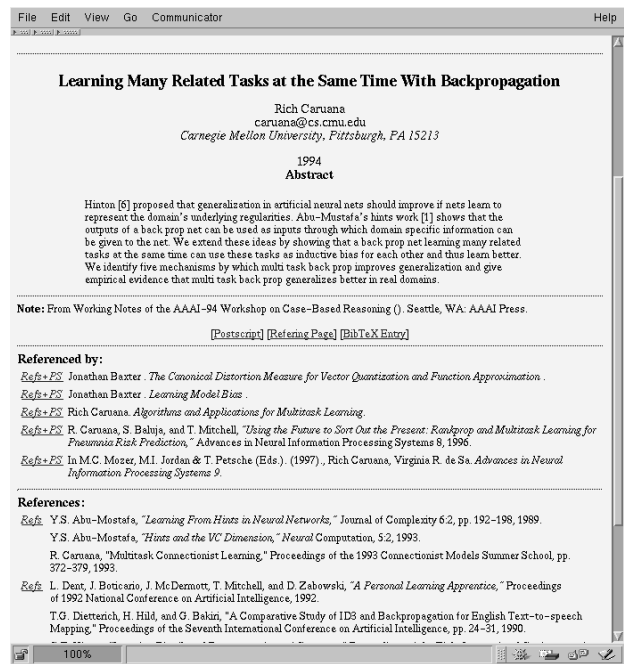 File Edit View Go Communicator Help
Learning Many Related Tasks at the Same Time With Backpropagation
Rich Caruana
caruana@cs.cmu.edu
Carnegie Mellon University, Pittsburgh, PA 15213
1994
Abstract
Hinton [6] proposed that generalization in artificial neural nets should improve if nets learn to
represent the domain's underlying regularities. Abu-Mustafa's hints work [1] shows that the
outputs of a back prop net can be used as inputs through which domain specific information can
be given to the net. We extend these ideas by showing that a back prop net learning many related
tasks at the same time can use these tasks as inductive bias for each other and thus learn better.
We identify five mechanisms by which multi task back prop improves generalization and give
empirical evidence that multi task back prop generalizes better in real domains.
Note: From Working Notes of the AAAI-94 Workshop on Case-Based Reasoning (). Seattle, WA: AAAI Press.
[Postscript] [Refering Page] [BibTeX Entry]
Referenced by:
Refs+PS Jonathan Baxter . The Canonical Distortion Measure for Vector Quantization and Function Approximation .
Refs+PS Jonathan Baxter . Learning Model Bias .
Refs+PS Rich Caruana. Algorithms and Applications for Multitask Learning.
Refs+PS R. Caruana, S. Baluja, and T. Mitchell, "Using the Future to Sort Out the Present: Rankprop and Multitask Learning for
Pneumnia Risk Prediction," Advances in Neural Information Processing Systems 8, 1996.
Refs+PS In M.C. Mozer, M.I. Jordan & T. Petsche (Eds.). (1997)., Rich Caruana, Virginia R. de Sa. Advances in Neural
Information Processing Systems 9.
References:
Refs Y.S. Abu-Mostafa, "Learning From Hints in Neural Networks," Journal of Complexity 6:2, pp. 192-198, 1989.
Y.S. Abu-Mostafa, "Hints and the VC Dimension," Neural Computation, 5:2, 1993.
R. Caruana, "Multitask Connectionist Learning," Proceedings of the 1993 Connectionist Models Summer School, pp.
372-379, 1993.
Refs L. Dent, J. Boticario, J. McDermott, T. Mitchell, and D. Zabowski, "A Personal Learning Apprentice," Proceedings
of 1992 National Conference on Artificial Intelligence, 1992.
T.G. Dietterich, H. Hild, and G. Bakiri, "A Comparative Study of ID3 and Backpropagation for English Text-to-speech
Mapping," Proceedings of the Seventh International Conference on Artificial Intelligence, pp. 24-31, 1990.
100%